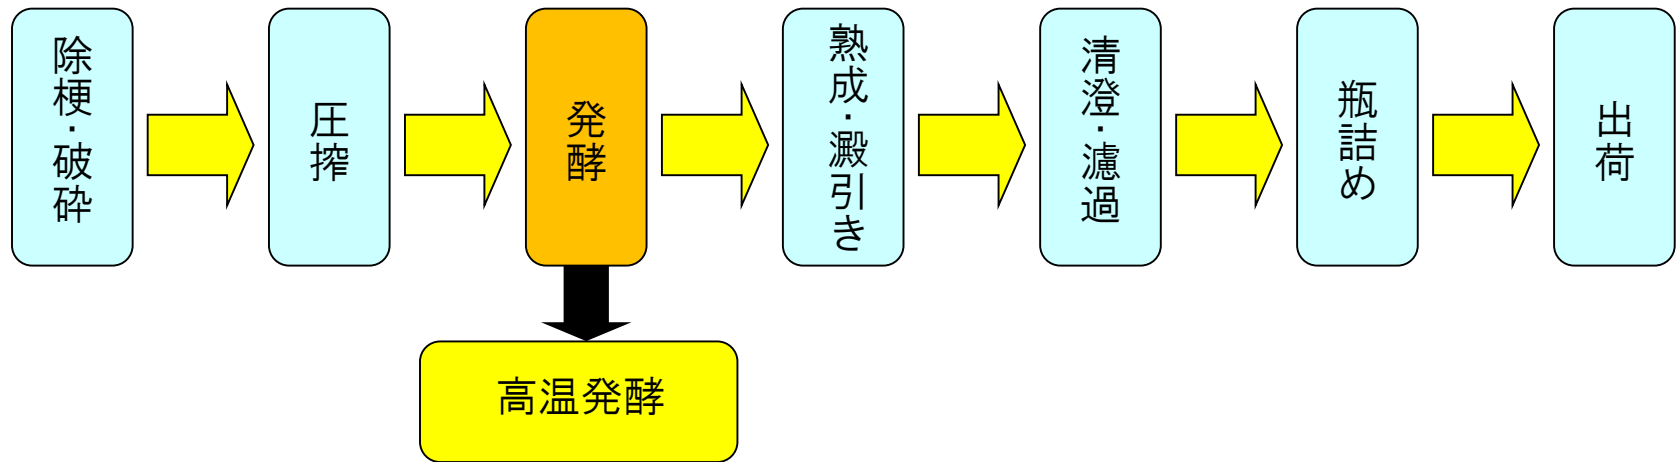 除梗・破砕
圧搾
発酵
熟成・澱引き
清澄・濾過
瓶詰め
出荷
高温発酵